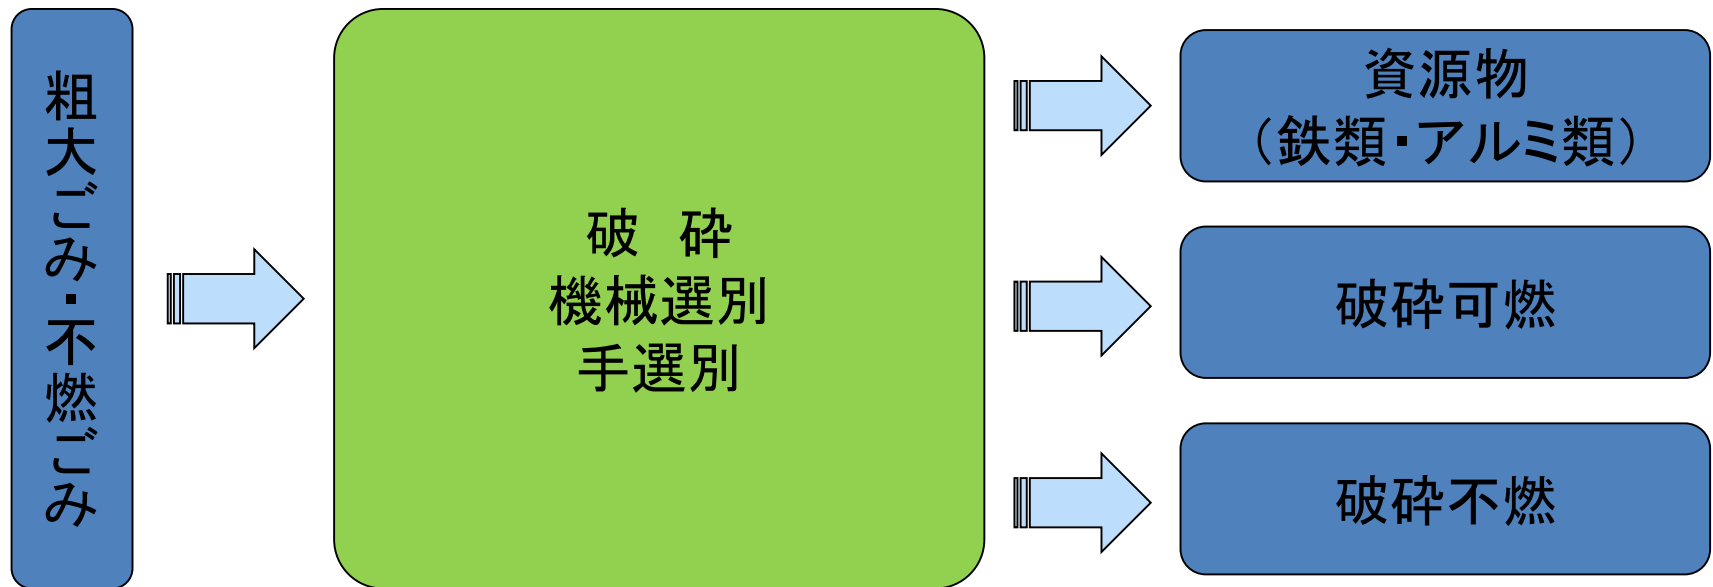 粗大ごみ・不燃ごみ
破　砕
機械選別
手選別
資源物
（鉄類・アルミ類）
破砕可燃
破砕不燃